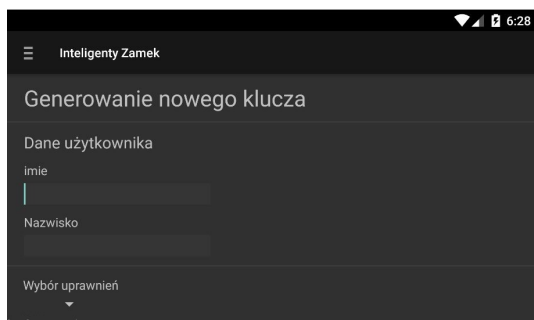 6:28
Inteligenty Zamek
Generowanie nowego klucza
Dane użytkownika
imie
Nazwisko
Wybór uprawnień